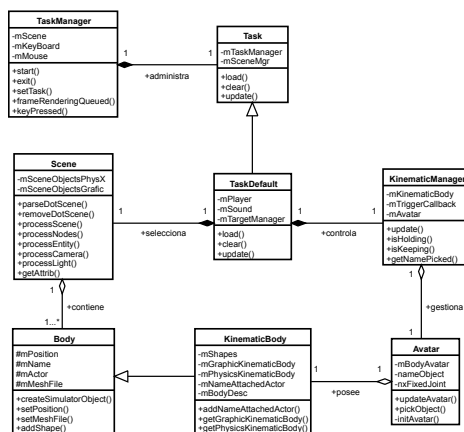 TaskManager
-mScene
-mKeyBoard
-mMouse
+start()
+exit()
+setTask()
+frameRenderingQueued()
+keyPressed()
1
+administra
1
Task
-mTaskManager
-mSceneMgr
+load()
+clear()
+update()
Scene
-mSceneObjectsPhysX
-mSceneObjectsGrafic
+parseDotScene()
+removeDotScene()
+processScene()
+processNodes()
+processEntity()
+processCamera()
+processLight()
+getAttrib()
1
+selecciona
1
TaskDefault
-mPlayer
-mSound
-mTargetManager
+load()
+clear()
+update()
1
+controla
1
KinematicManager
-mKinematicBody
-mTriggerCallback
-mAvatar
+update()
+isHolding()
+isKeeping()
+getNamePicked()
1
+contiene
1...*
1
+gestiona
1
Body
#mPosition
#mName
#mActor
#mMeshFile
+createSimulatorObject()
+setPosition()
+setMeshFile()
+addShape()
KinematicBody
-mShapes
-mGraphicKinematicBody
-mPhysicsKinematicBody
-mNameAttachedActor
-mBodyDesc
+addNameAttachedActor()
+getGraphicKinematicBody()
+getPhysicsKinematicBody()
1
+posee
1
Avatar
-mBodyAvatar
-nameObject
-nxFixedJoint
+updateAvatar()
+pickObject()
-initAvatar()